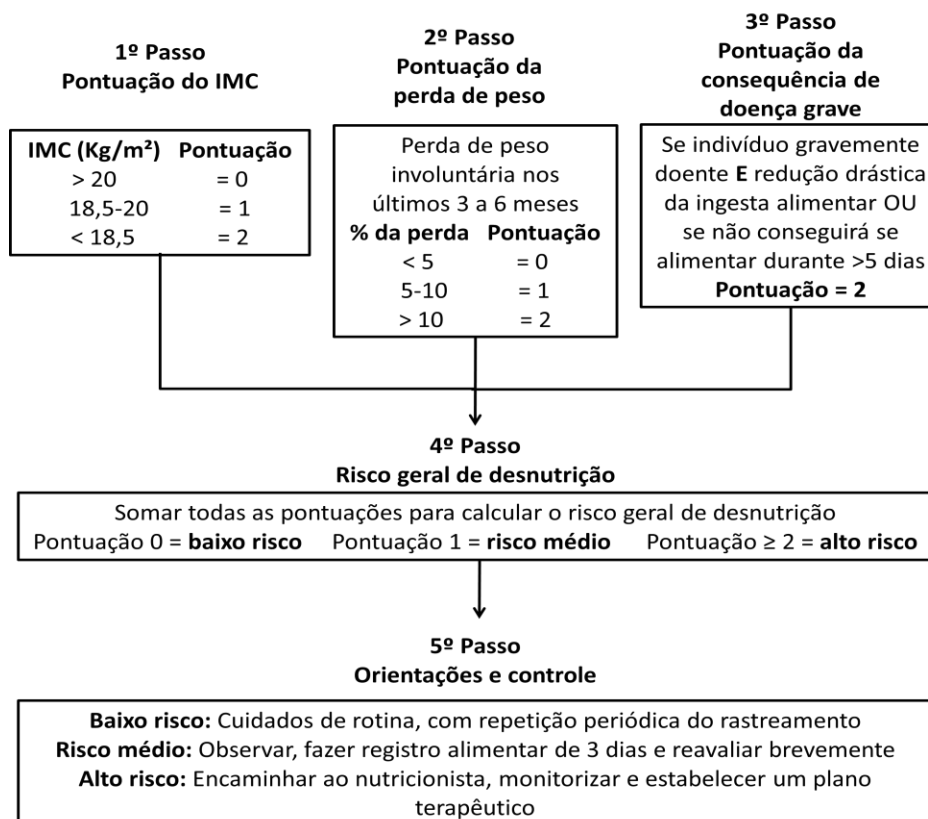 1º Passo
Pontuação do IMC
IMC (Kg/m²) Pontuação
> 20 = 0
18,5-20 = 1
< 18,5 = 2
2º Passo
Pontuação da
perda de peso
Perda de peso
involuntária nos
últimos 3 a 6 meses
% da perda Pontuação
< 5 = 0
5-10 = 1
> 10 = 2
3º Passo
Pontuação da
consequência de
doença grave
Se indivíduo gravemente
doente E redução drástica
da ingesta alimentar OU
se não conseguirá se
alimentar durante >5 dias
Pontuação = 2
4º Passo
Risco geral de desnutrição
Somar todas as pontuações para calcular o risco geral de desnutrição
Pontuação 0 = baixo risco Pontuação 1 = risco médio Pontuação ≥ 2 = alto risco
5º Passo
Orientações e controle
Baixo risco: Cuidados de rotina, com repetição periódica do rastreamento
Risco médio: Observar, fazer registro alimentar de 3 dias e reavaliar brevemente
Alto risco: Encaminhar ao nutricionista, monitorizar e estabelecer um plano
terapêutico